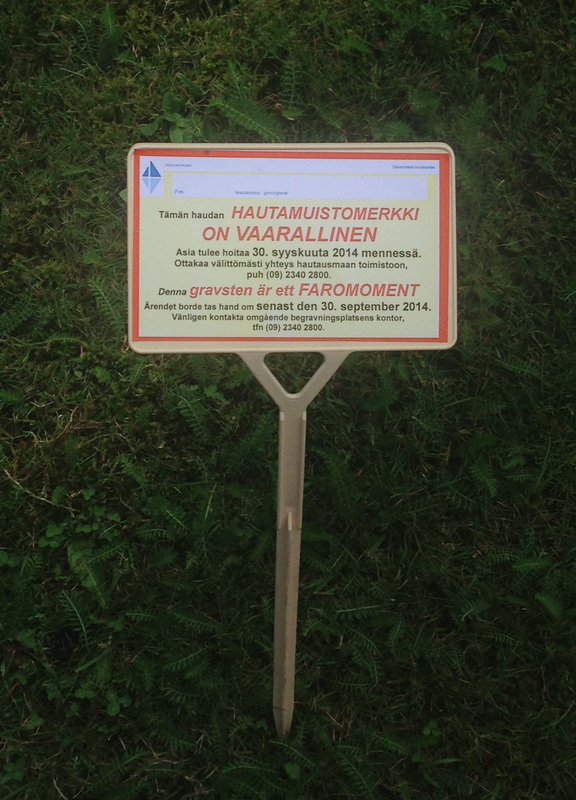 Tämän haudan HAUTAMUISTOMERKKI
ON VAARALLINEN
Asia tulee hoitaa 30. syyskuuta 2014 mennessä.
Ottakaa välittömästi yhteys hautausmaan toimistoon,
puh (09) 2340 2800.
Denna gravsten är ett FAROMOMENT
Ärendet borde tas hand om senast den 30. september 2014.
Vänligen kontakta omgående begravningsplatsens kontor,
tfn (09) 2340 2800.